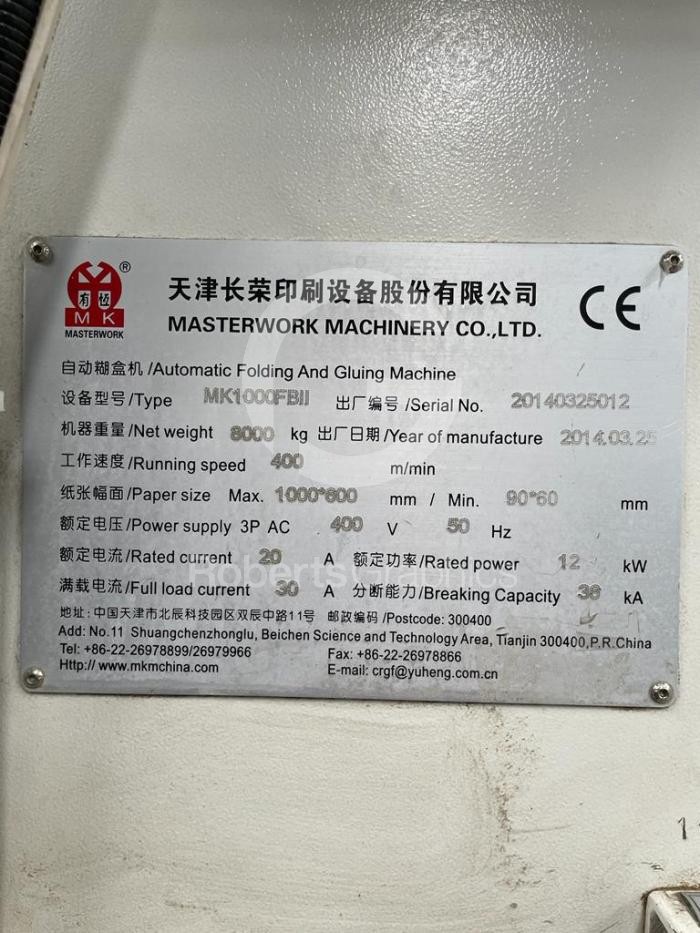 有恆
MK
MASTERWORK
®
天津长荣印刷设备股份有限公司
MASTERWORK MACHINERY CO.,LTD.
CE
自动糊盒机/Automatic Folding And Gluing Machine
设备型号/Type MK1000FBII 出厂编号/Serial No. 20140325012
机器重量/Net weight 8000 kg 出厂日期/Year of manufacture 2014.03.25
工作速度/Running speed 400 m/min
纸张幅面/Paper size Max. 1000*600 mm / Min. 90*60 mm
额定电压/Power supply 3P AC 400 V 50 Hz
额定电流/Rated current 20 A 额定功率/Rated power 12 kW
满载电流/Full load current 30 A 分断能力/Breaking Capacity 36 kA
地址: 中国天津市北辰科技园区双辰中路11号 邮政编码/Postcode: 300400
Add: No.11 Shuangchenzhonglu, Beichen Science and Technology Area, Tianjin 300400,P.R.China
Tel: +86-22-26978899/26979966 Fax: +86-22-26978866
Http:// www.mkmchina.com E-mail: crgf@yuheng.com.cn